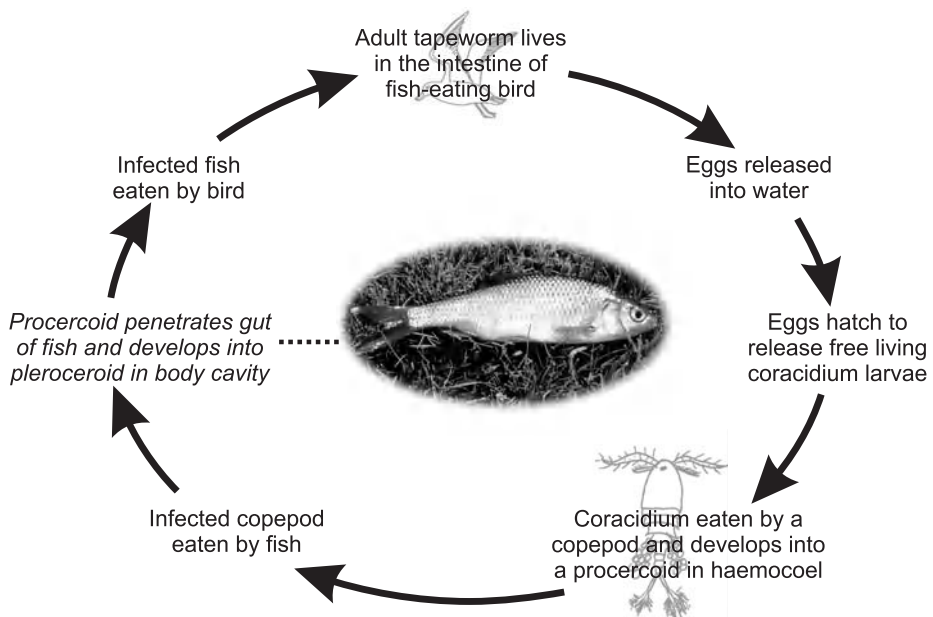 Adult tapeworm lives
in the intestine of
fish-eating bird
Eggs released
into water
Eggs hatch to
release free living
coracidium larvae
Coracidium eaten by a
copepod and develops into
a procercoid in haemocoel
Infected copepod
eaten by fish
Procercoid penetrates gut
of fish and develops into
pleroceroid in body cavity
Infected fish
eaten by bird